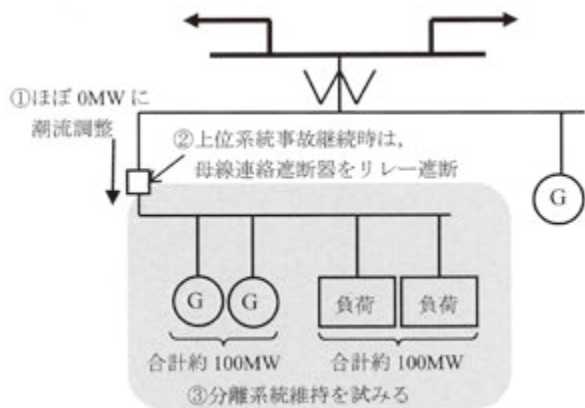 ①ほぼ 0MW に
潮流調整
②上位系統事故継続時は,
母線連絡遮断器をリレー遮断
G
G
G
負荷
負荷
合計約 100MW
合計約 100MW
③分離系統維持を試みる